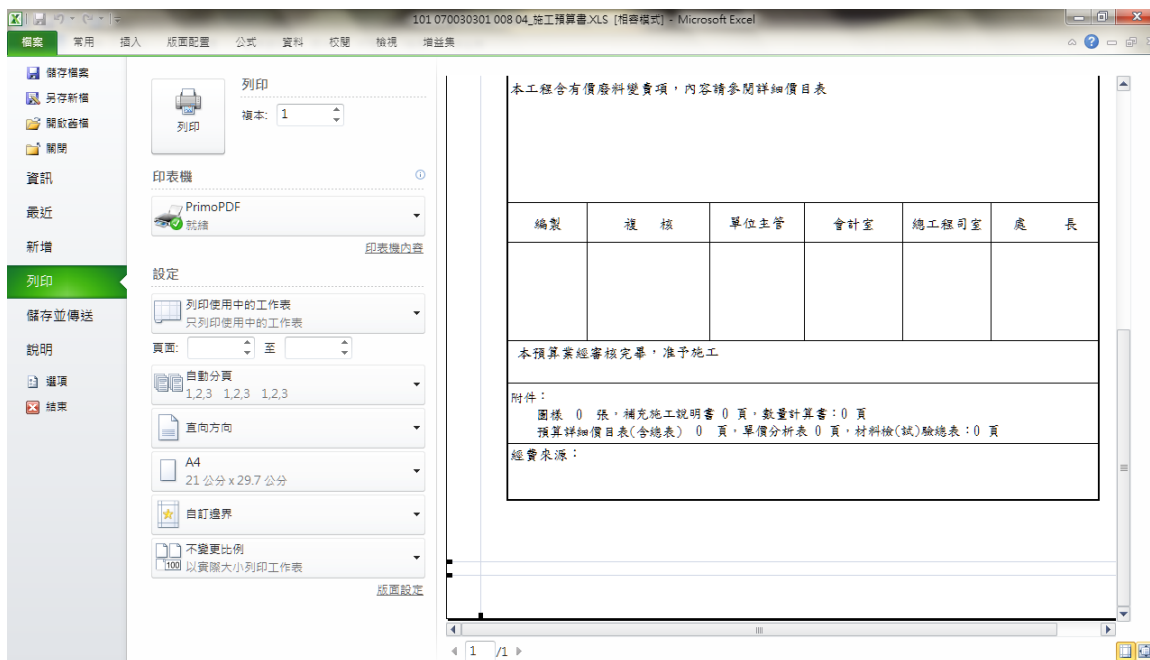 101 070030301 008 04_施工預算書.XLS [相容模式] - Microsoft Excel
檔案 常用 插入 版面配置 公式 資料 校閱 檢視 增益集
儲存檔案
另存新檔
開啟舊檔
關閉
資訊
最近
新增
列印
儲存並傳送
說明
選項
結束
列印
列印
複本: 1
印表機
PrimoPDF
就緒
印表機內容
設定
列印使用中的工作表
只列印使用中的工作表
頁面: 至
自動分頁
1,2,3 1,2,3 1,2,3
直向方向
A4
21 公分 x 29.7 公分
自訂邊界
不變更比例
100
以實際大小列印工作表
版面設定
本工程含有價廢料變賣項,內容請參閱詳細價目表
編製 複 核 單位主管 會計室 總工程司室 處 長
本預算業經審核完畢,准予施工
附件:
圖樣 0 張,補充施工說明書 0 頁,數量計算書:0 頁
預算詳細價目表(含總表) 0 頁,單價分析表 0 頁,材料檢(試)驗總表:0 頁
經費來源:
1 /1